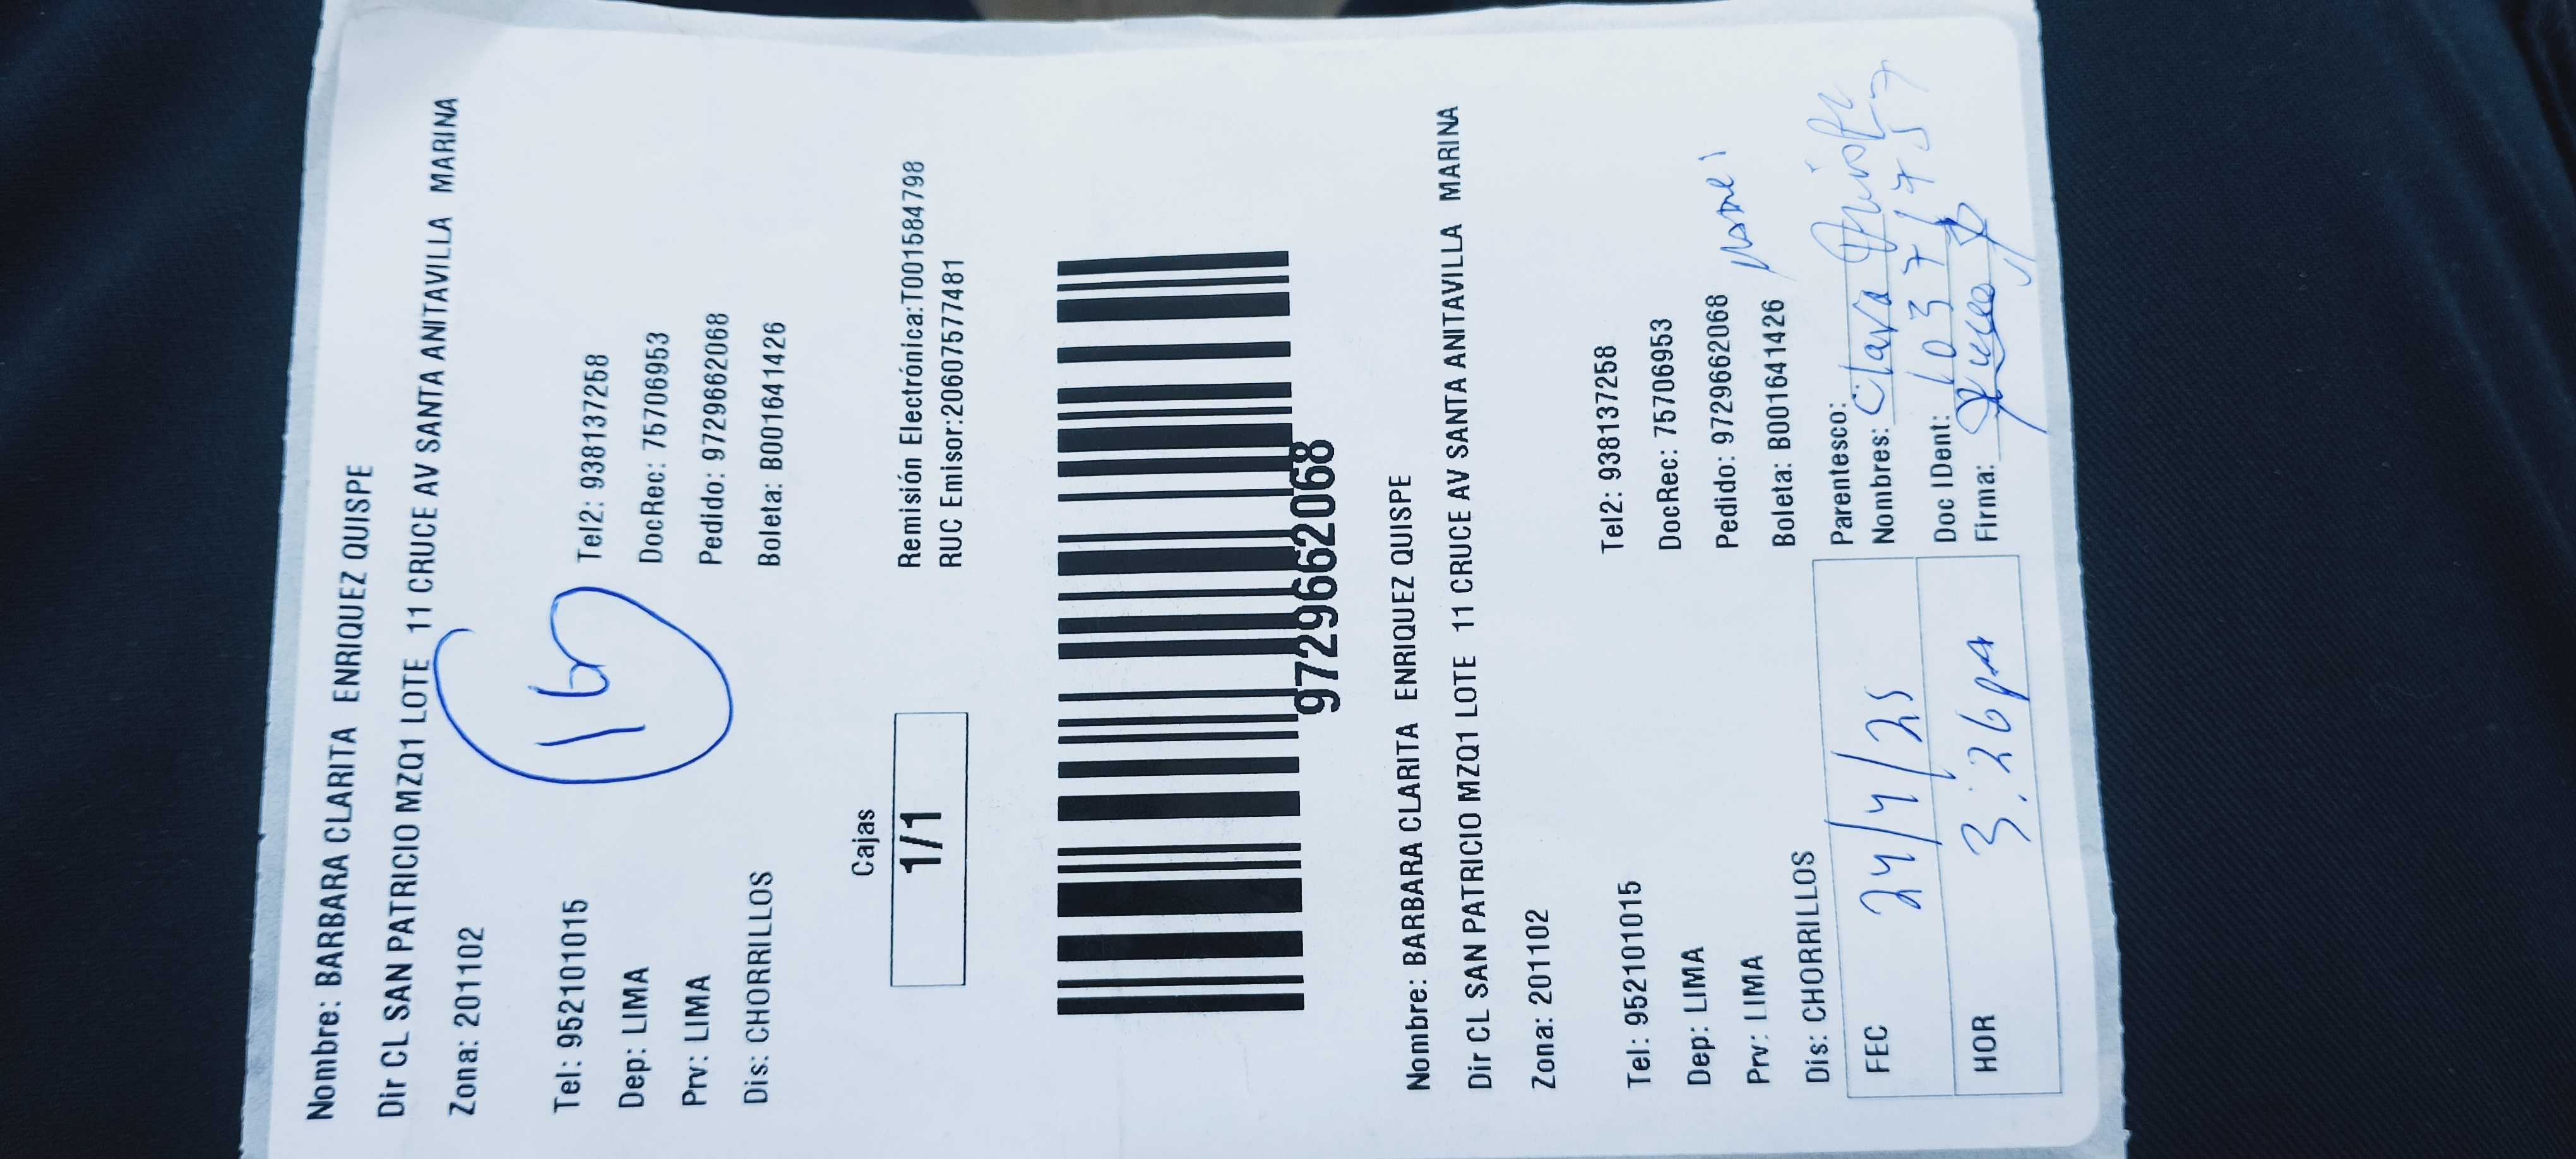 Nombre: BARBARA CLARITA ENRIQUEZ QUISPE
Dir CL SAN PATRICIO MZQ1 LOTE 11 CRUCE AV SANTA ANITAVILLA MARINA
Zona: 201102
16
Tel: 952101015 Tel2: 938137258
Dep: LIMA DocRec: 75706953
Prv: LIMA Pedido: 9729662068
Dis: CHORRILLOS Boleta: B001641426
Cajas
1/1
Remisión Electrónica:T001584798
RUC Emisor:20607577481
9729662068
Nombre: BARBARA CLARITA ENRIQUEZ QUISPE
Dir CL SAN PATRICIO MZQ1 LOTE 11 CRUCE AV SANTA ANITAVILLA MARINA
Zona: 201102
Tel: 952101015 Tel2: 938137258
Dep: LIMA DocRec: 75706953
Prv: LIMA Pedido: 9729662068
Dis: CHORRILLOS Boleta: B001641426
Parentesco:
FEC 24/4/25 Nombres: Clara
Doc IDent: 10377457
HOR 3:26 pm Firma: